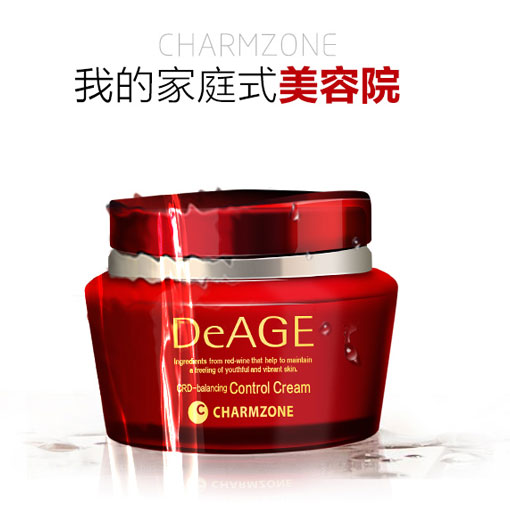 CHARMZONE
我的家庭式美容院
DeAGE
Ingredients from red-wine that help to maintain
a freeling of youthful and vibrant skin.
CRD-balancing Control Cream
C CHARMZONE